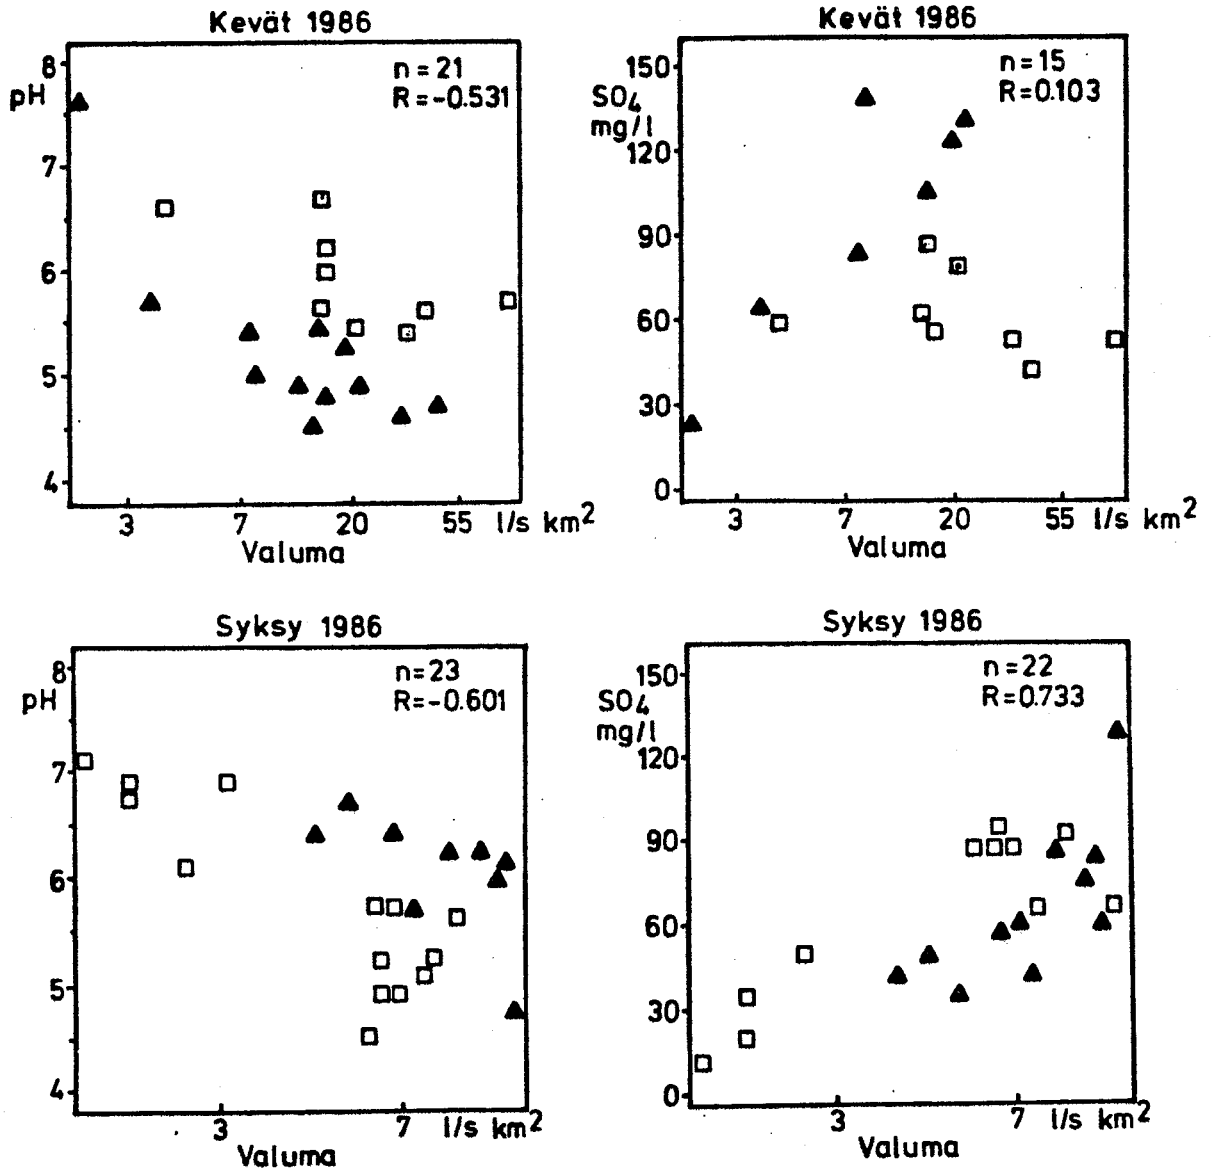 Kevät 1986
8
pH
7
6
5
4
n=21
R=-0.531
3 7 20 55 l/s km²
Valuma
Kevät 1986
150
SO₄
mg/l
120
90
60
30
0
n=15
R=0.103
3 7 20 55 l/s km²
Valuma
Syksy 1986
8
pH
7
6
5
4
n=23
R=-0.601
3 7 l/s km²
Valuma
Syksy 1986
150
SO₄
mg/l
120
90
60
30
0
n=22
R=0.733
3 7 l/s km²
Valuma